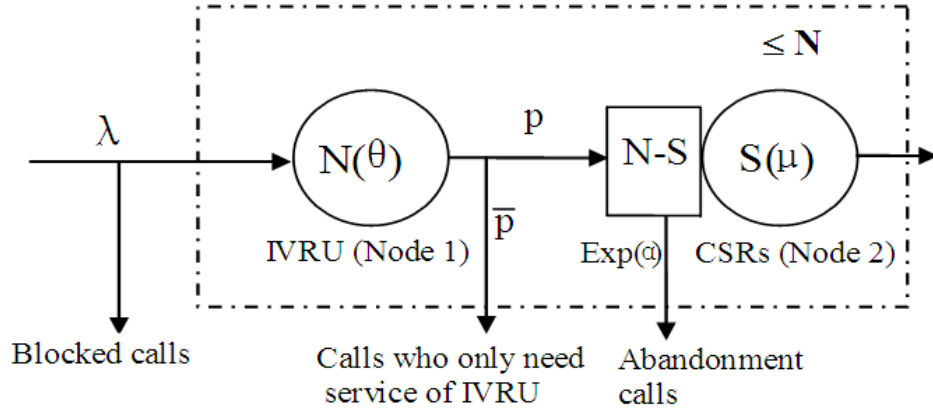 ≤ N
λ
N(θ)
p
N-S
S(μ)
p̅
IVRU (Node 1)
Exp(α)
CSRs (Node 2)
Blocked calls
Calls who only need
service of IVRU
Abandonment
calls